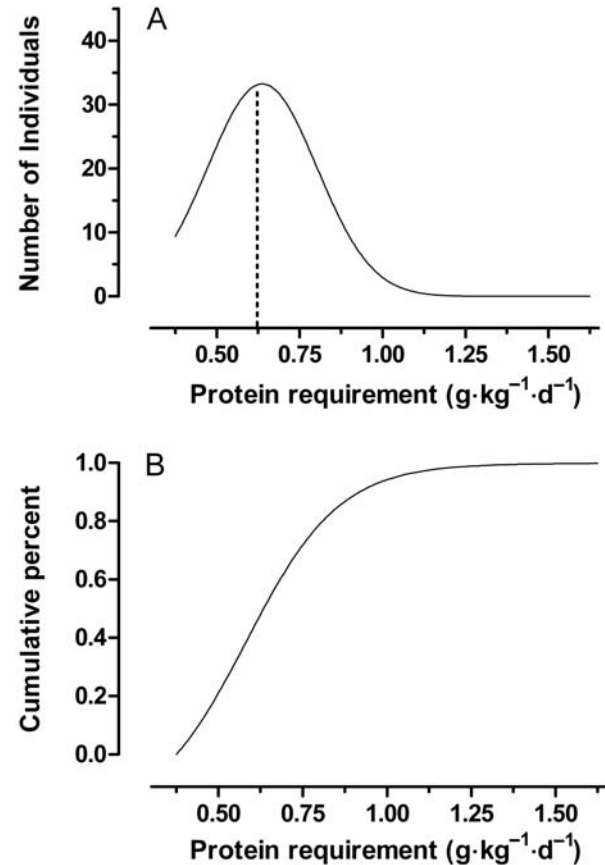 A
Number of Individuals
40
30
20
10
0
0.50 0.75 1.00 1.25 1.50
Protein requirement (g·kg⁻¹·d⁻¹)
B
Cumulative percent
1.0
0.8
0.6
0.4
0.2
0.0
0.50 0.75 1.00 1.25 1.50
Protein requirement (g·kg⁻¹·d⁻¹)